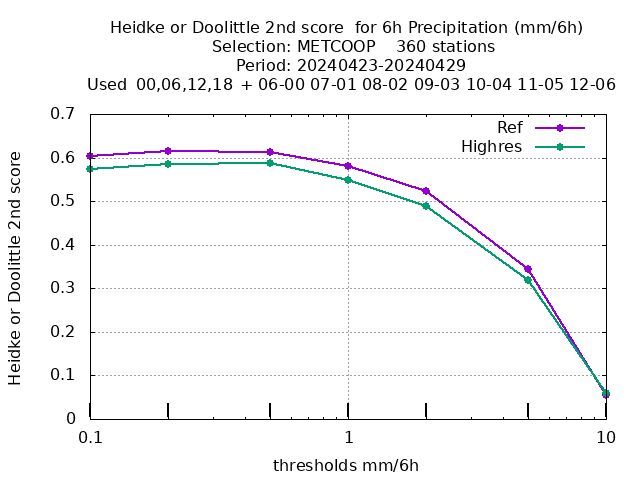 Heidke or Doolittle 2nd score  for 6h Precipitation (mm/6h)
Selection: METCOOP    360 stations
Period: 20240423-20240429
Used  00,06,12,18  + 06-00 07-01 08-02 09-03 10-04 11-05 12-06
Ref
Highres
Heidke or Doolittle 2nd score
0.7
0.6
0.5
0.4
0.3
0.2
0.1
0
0.1 1 10
thresholds mm/6h